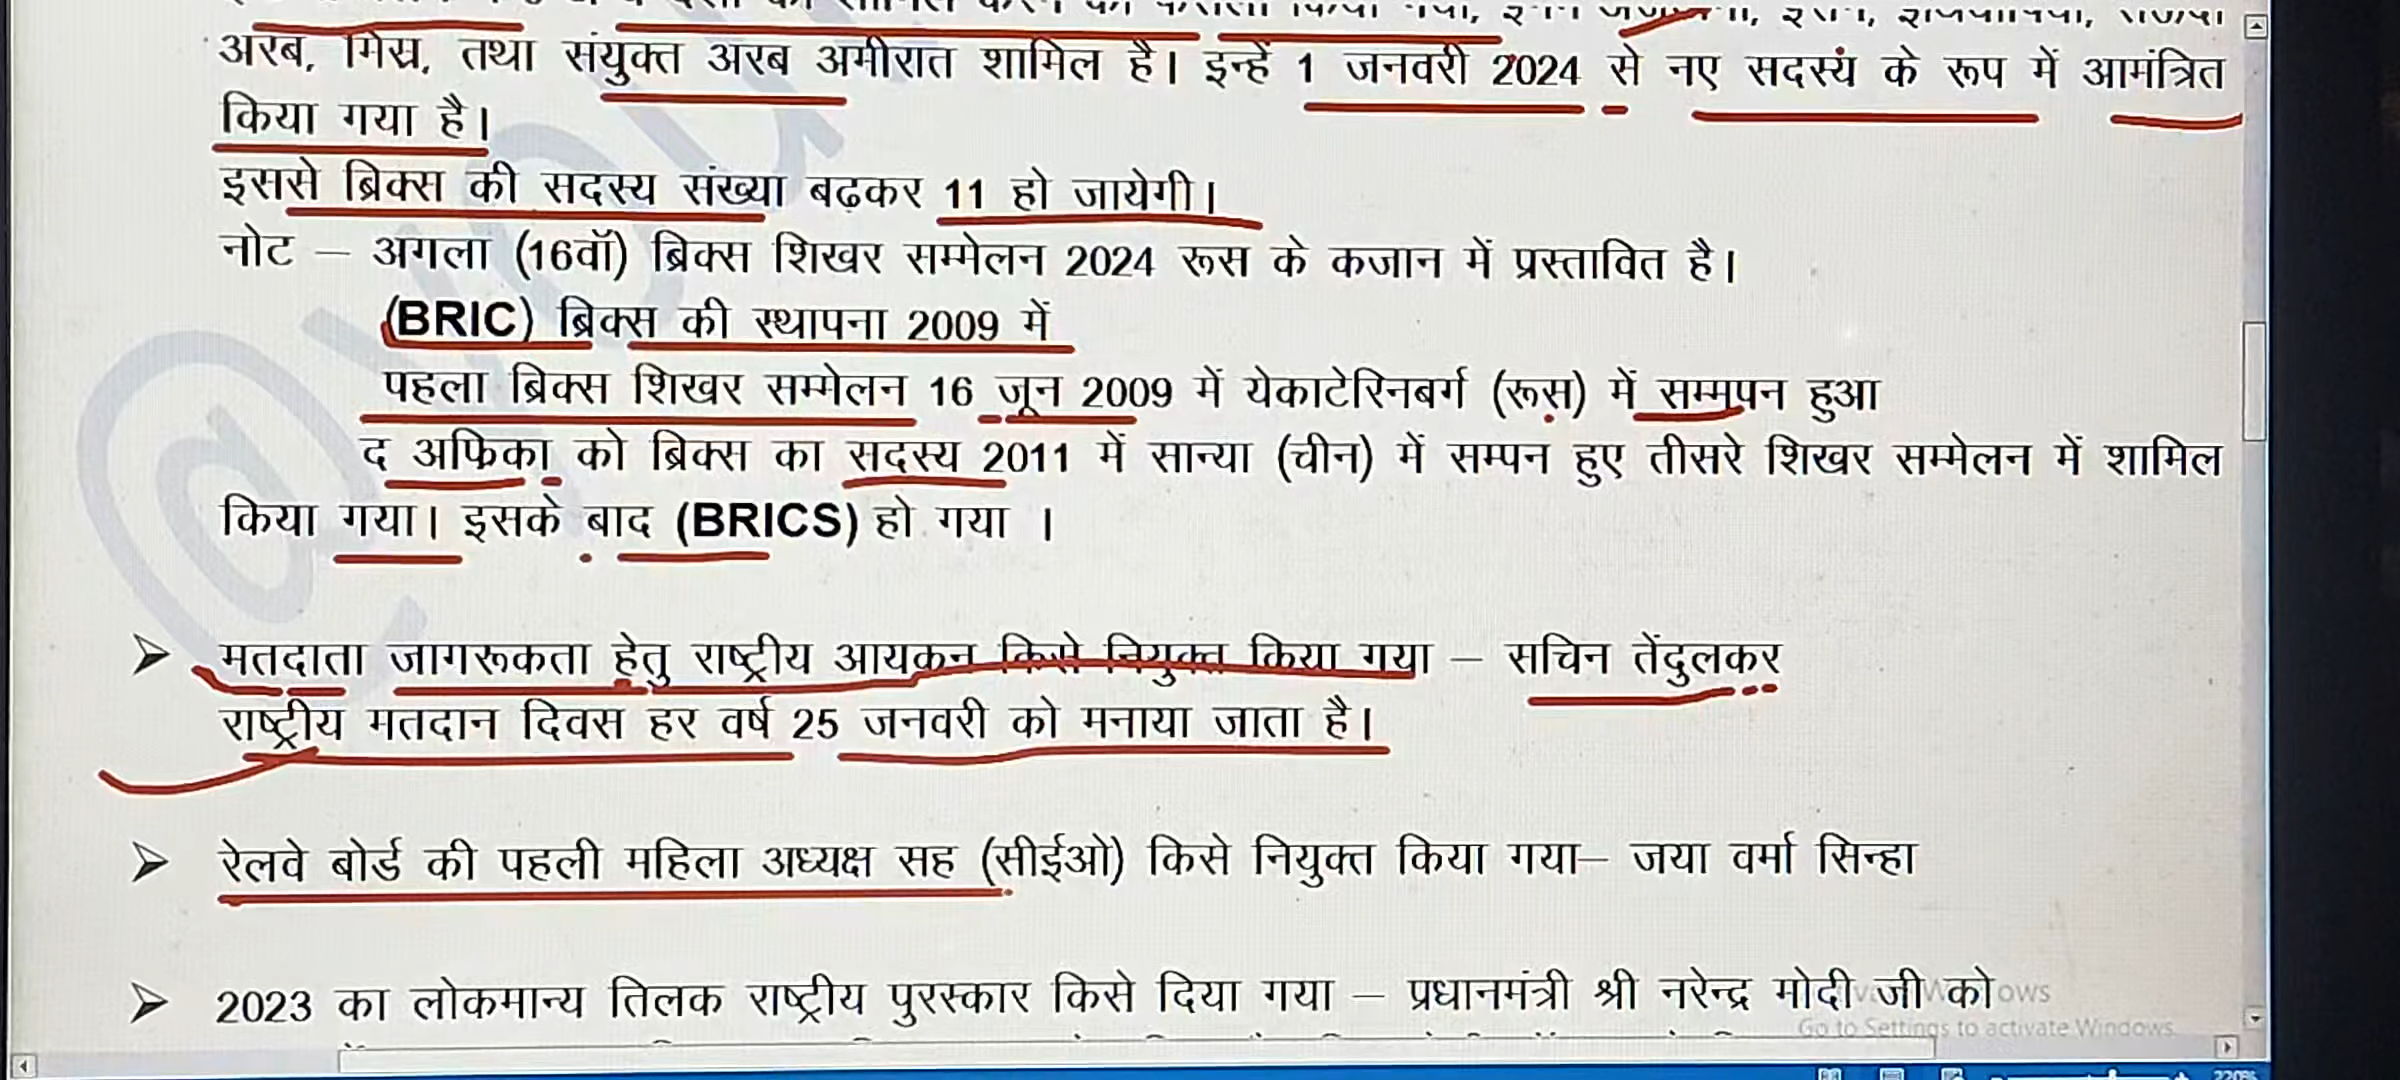 अरब, मिस्र, तथा संयुक्त अरब अमीरात शामिल है। इन्हें 1 जनवरी 2024 से नए सदस्यं के रूप में आमंत्रित
किया गया है।
इससे ब्रिक्स की सदस्य संख्या बढ़कर 11 हो जायेगी।
नोट – अगला (16वॉ) ब्रिक्स शिखर सम्मेलन 2024 रूस के कजान में प्रस्तावित है।
(BRIC) ब्रिक्स की स्थापना 2009 में
पहला ब्रिक्स शिखर सम्मेलन 16 जून 2009 में येकाटेरिनबर्ग (रूस) में सम्मपन हुआ
द अफ्रिका को ब्रिक्स का सदस्य 2011 में सान्या (चीन) में सम्पन हुए तीसरे शिखर सम्मेलन में शामिल
किया गया। इसके बाद (BRICS) हो गया ।
➢ मतदाता जागरूकता हेतु राष्ट्रीय आयकन किसे नियुक्त किया गया – सचिन तेंदुलकर
राष्ट्रीय मतदान दिवस हर वर्ष 25 जनवरी को मनाया जाता है।
➢ रेलवे बोर्ड की पहली महिला अध्यक्ष सह (सीईओ) किसे नियुक्त किया गया– जया वर्मा सिन्हा
➢ 2023 का लोकमान्य तिलक राष्ट्रीय पुरस्कार किसे दिया गया – प्रधानमंत्री श्री नरेन्द्र मोदी जी को
Go to Settings to activate Windows.
220%